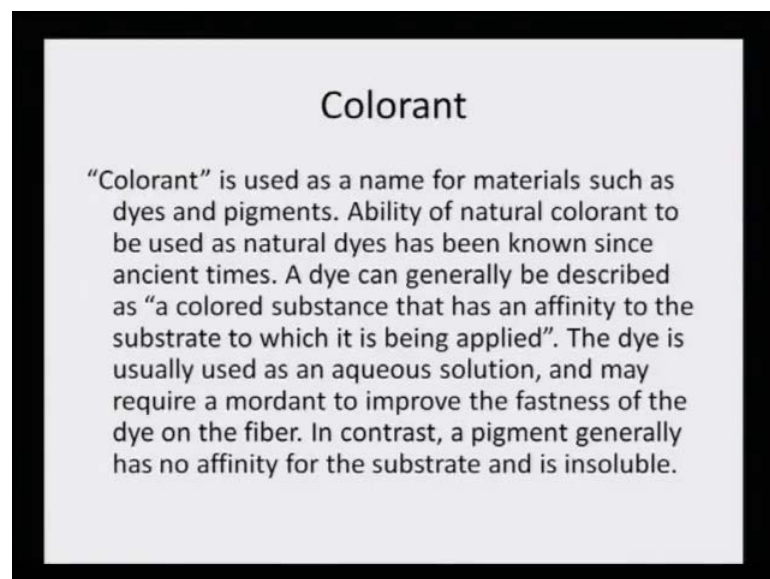 Colorant
“Colorant” is used as a name for materials such as
dyes and pigments. Ability of natural colorant to
be used as natural dyes has been known since
ancient times. A dye can generally be described
as “a colored substance that has an affinity to the
substrate to which it is being applied”. The dye is
usually used as an aqueous solution, and may
require a mordant to improve the fastness of the
dye on the fiber. In contrast, a pigment generally
has no affinity for the substrate and is insoluble.